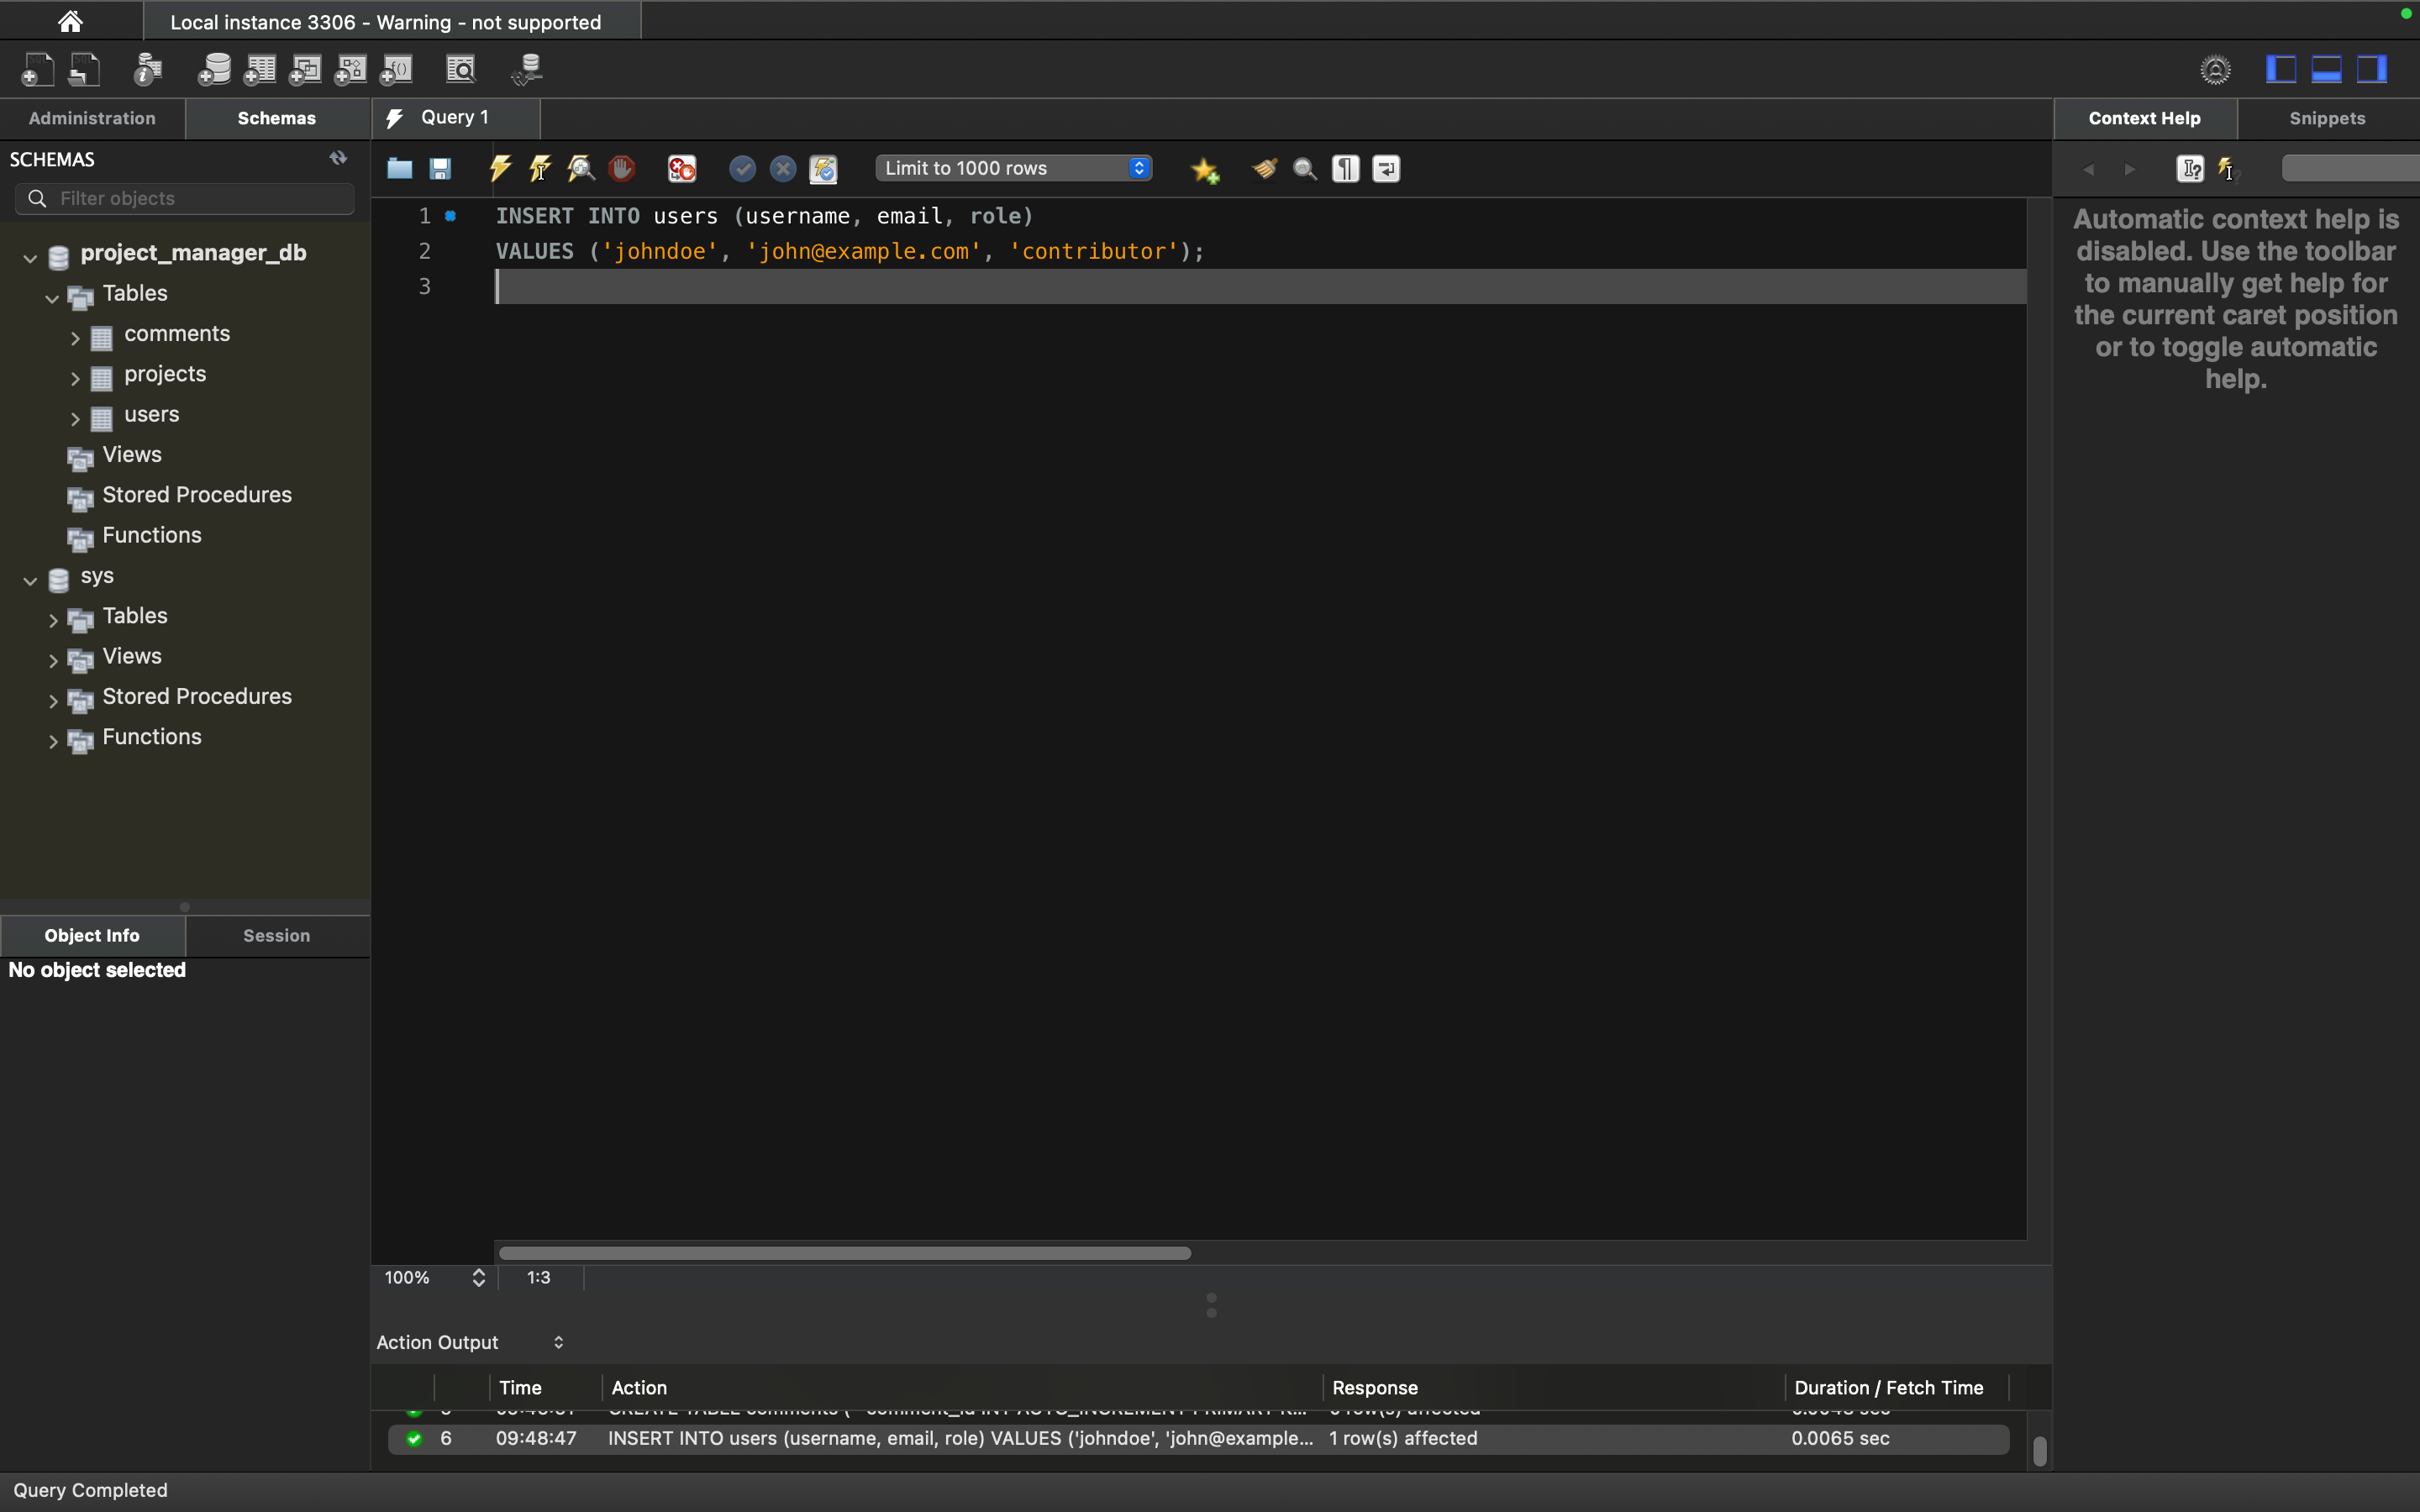 Local instance 3306 - Warning - not supported
Administration
Schemas
Query 1
Context Help
Snippets
SCHEMAS
Filter objects
Limit to 1000 rows
project_manager_db
Tables
comments
projects
users
Views
Stored Procedures
Functions
sys
Tables
Views
Stored Procedures
Functions
1 INSERT INTO users (username, email, role)
2 VALUES ('johndoe', 'john@example.com', 'contributor');
3
Automatic context help is
disabled. Use the toolbar
to manually get help for
the current caret position
or to toggle automatic
help.
Object Info
Session
No object selected
100% 1:3
Action Output
Time Action Response Duration / Fetch Time
6 09:48:47 INSERT INTO users (username, email, role) VALUES ('johndoe', 'john@example... 1 row(s) affected 0.0065 sec
Query Completed